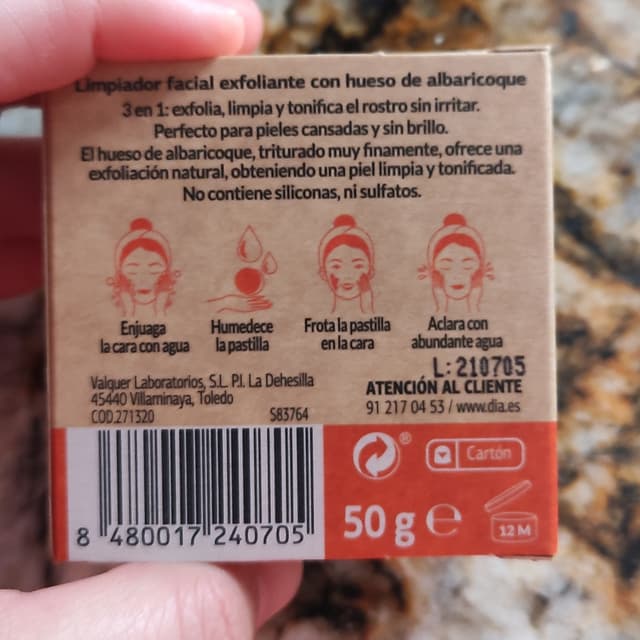 Limpiador facial exfoliante con hueso de albaricoque
3 en 1: exfolia, limpia y tonifica el rostro sin irritar.
Perfecto para pieles cansadas y sin brillo.
El hueso de albaricoque, triturado muy finamente, ofrece una
exfoliación natural, obteniendo una piel limpia y tonificada.
No contiene siliconas, ni sulfatos.
Enjuaga
la cara con agua
Humedece
la pastilla
Frota la pastilla
en la cara
Aclara con
abundante agua
L: 210705
Valquer Laboratorios, S.L. P.I. La Dehesilla
45440 Villaminaya, Toledo
COD.271320
S83764
ATENCIÓN AL CLIENTE
91 217 04 53 / www.dia.es
8 480017 240705
®
Cartón
50 g ℮
12 M